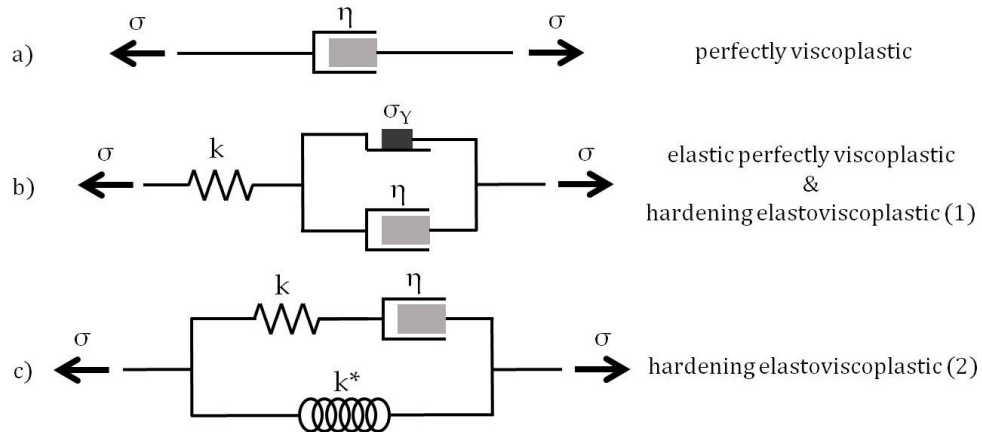 a)
σ
η
σ
perfectly viscoplastic
b)
σ
k
σY
η
σ
elastic perfectly viscoplastic
&
hardening elastoviscoplastic (1)
c)
σ
k
η
k*
σ
hardening elastoviscoplastic (2)